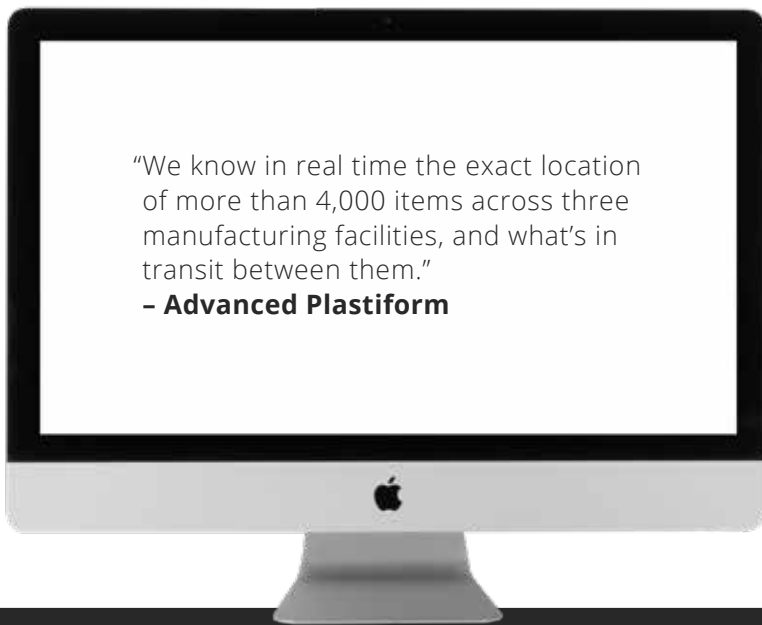 “We know in real time the exact location
of more than 4,000 items across three
manufacturing facilities, and what’s in
transit between them.”
– Advanced Plastiform